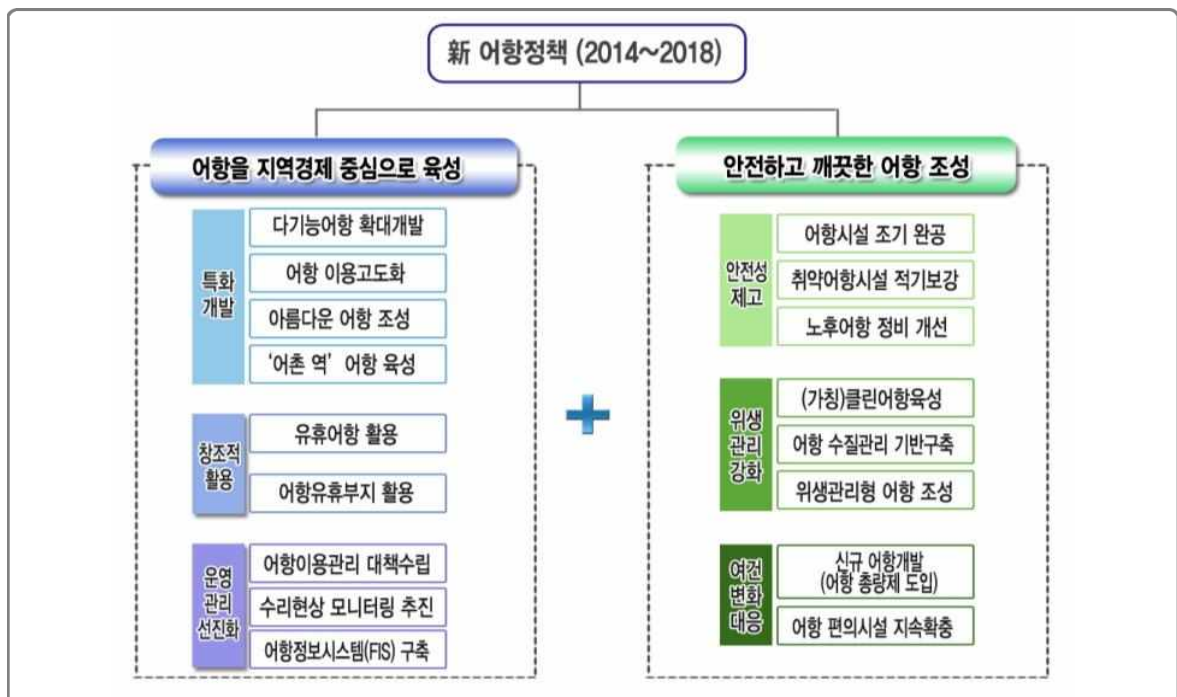 新 어항정책 (2014～2018)
어항을 지역경제 중심으로 육성
특화
개발
다기능어항 확대개발
어항 이용고도화
아름다운 어항 조성
‘어촌 역’ 어항 육성
창조적
활용
유휴어항 활용
어항유휴부지 활용
운영
관리
선진화
어항이용관리 대책수립
수리현상 모니터링 추진
어항정보시스템(FIS) 구축
안전하고 깨끗한 어항 조성
안전성
제고
어항시설 조기 완공
취약어항시설 적기보강
노후어항 정비 개선
위생
관리
강화
(가칭)클린어항육성
어항 수질관리 기반구축
위생관리형 어항 조성
여건
변화
대응
신규 어항개발
(어항 총량제 도입)
어항 편의시설 지속확충